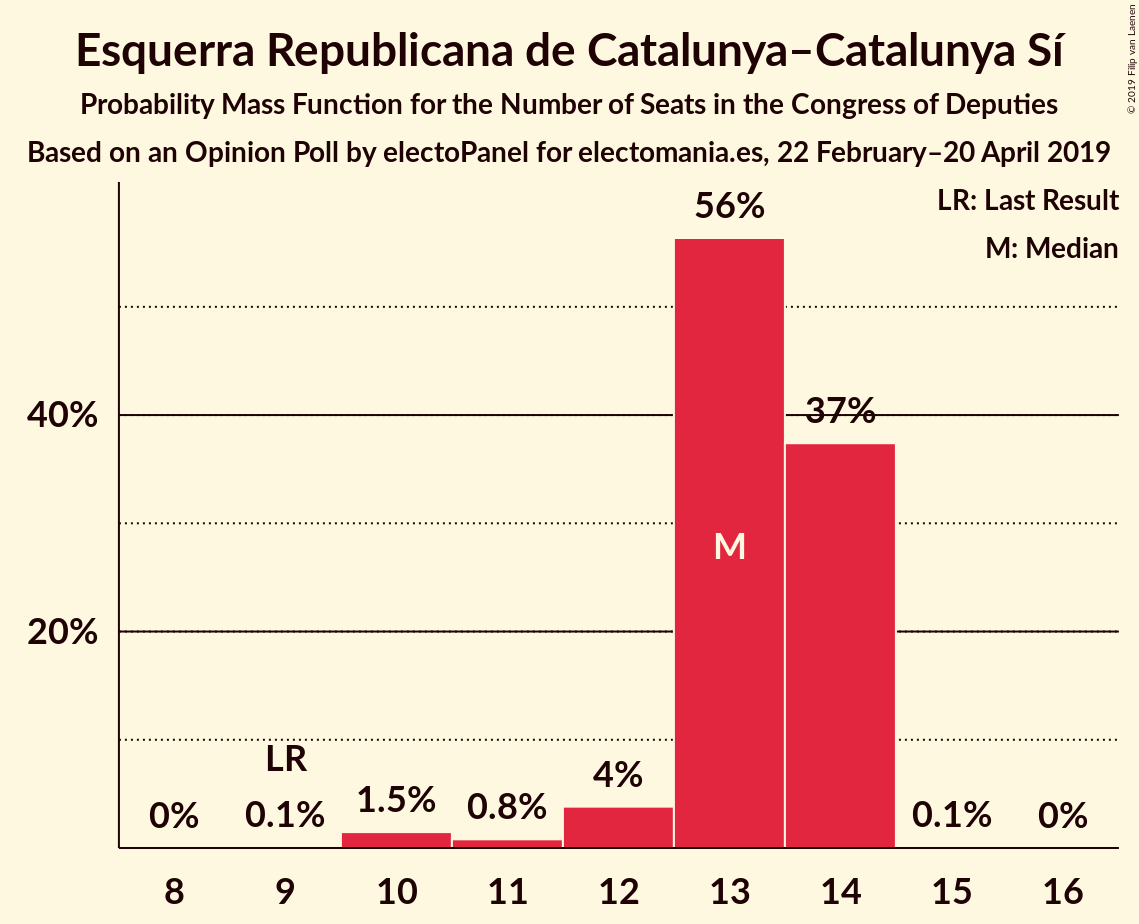 Esquerra Republicana de Catalunya–Catalunya Sí
Probability Mass Function for the Number of Seats in the Congress of Deputies
Based on an Opinion Poll by electoPanel for electomania.es, 22 February–20 April 2019
© 2019 Filip van Laenen
LR: Last Result
M: Median
56%
40%
37%
M
20%
LR
0% 0.1% 1.5% 0.8% 4% 0.1% 0%
8 9 10 11 12 13 14 15 16